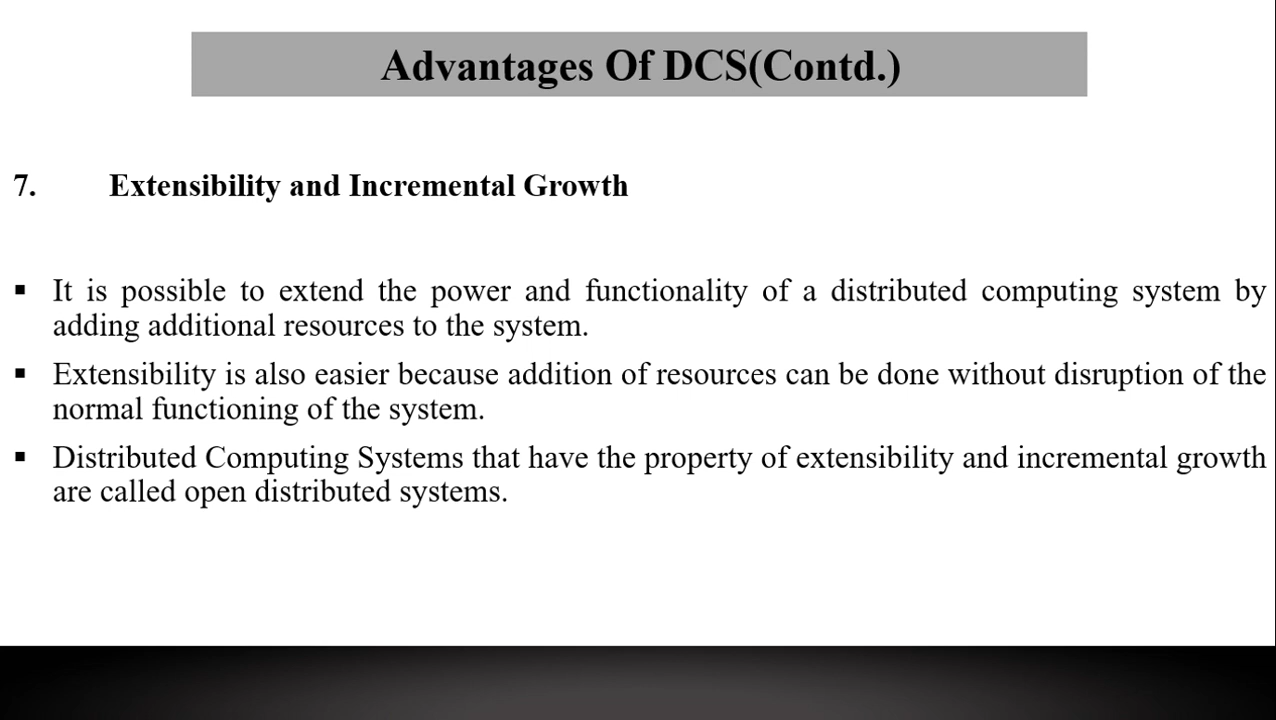 Advantages Of DCS(Contd.)
7. Extensibility and Incremental Growth
▪ It is possible to extend the power and functionality of a distributed computing system by
adding additional resources to the system.
▪ Extensibility is also easier because addition of resources can be done without disruption of the
normal functioning of the system.
▪ Distributed Computing Systems that have the property of extensibility and incremental growth
are called open distributed systems.